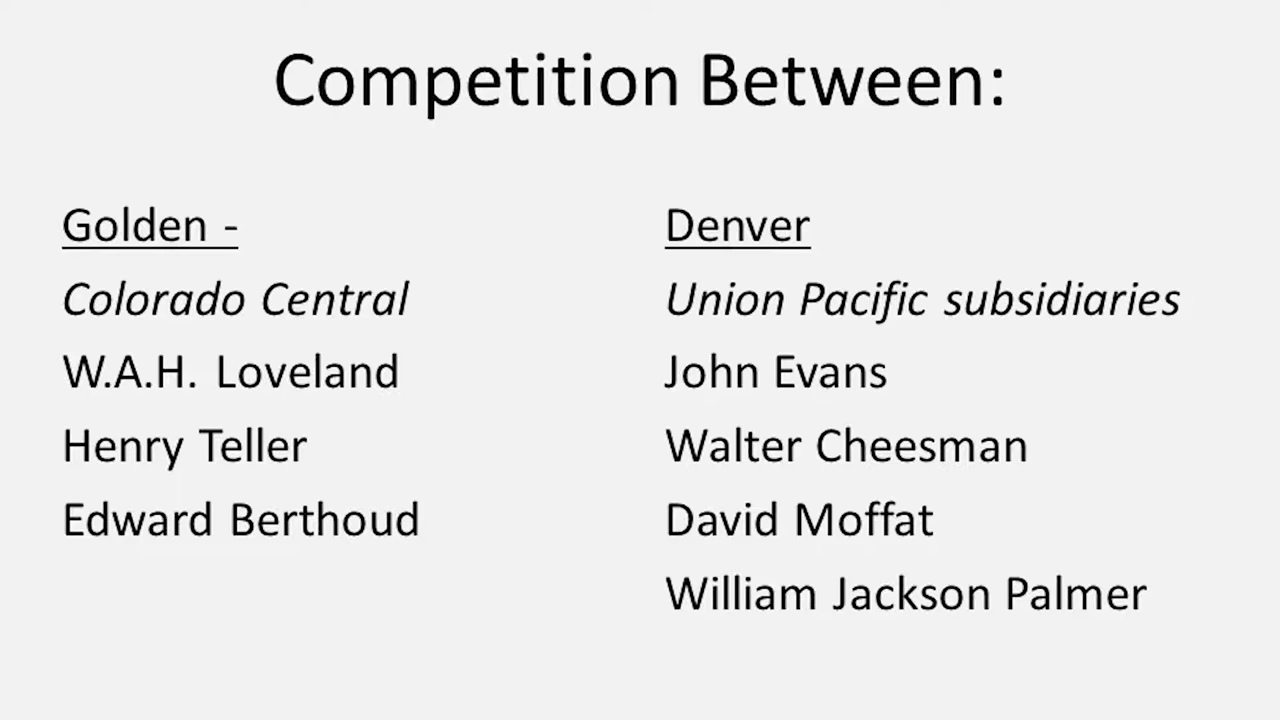 Competition Between:
Golden -
Colorado Central
W.A.H. Loveland
Henry Teller
Edward Berthoud
Denver
Union Pacific subsidiaries
John Evans
Walter Cheesman
David Moffat
William Jackson Palmer